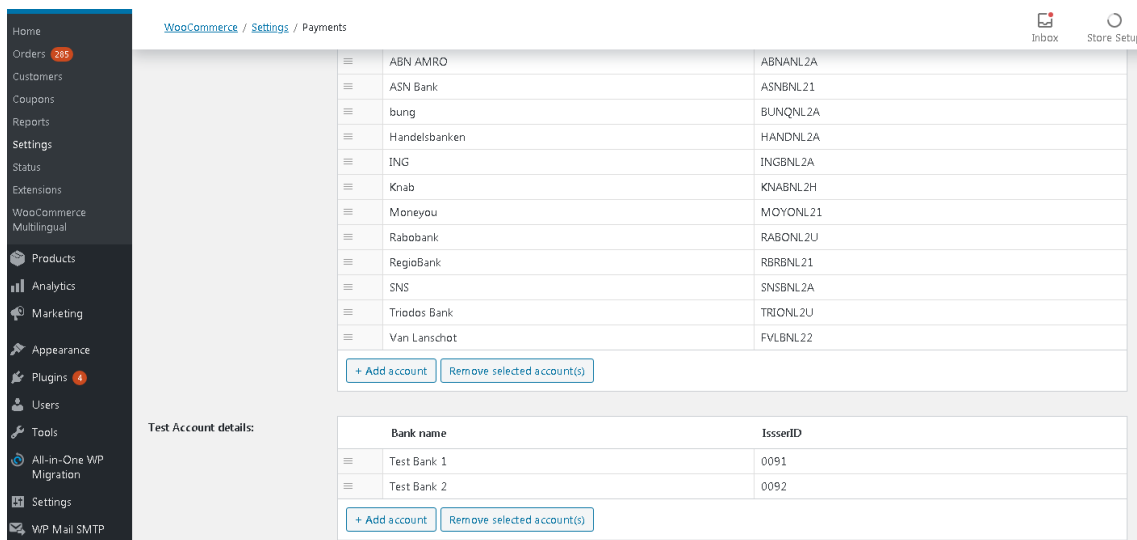 WooCommerce / Settings / Payments
Inbox
Store Setup
Home
Orders 285
Customers
Coupons
Reports
Settings
Status
Extensions
WooCommerce
Multilingual
Products
Analytics
Marketing
Appearance
Plugins 4
Users
Tools
All-in-One WP
Migration
Settings
WP Mail SMTP
ABN AMRO ABNANL2A
ASN Bank ASNBNL21
bung BUNQNL2A
Handelsbanken HANDNL2A
ING INGBNL2A
Knab KNABNL2H
Moneyou MOYONL21
Rabobank RABONL2U
RegioBank RBRBNL21
SNS SNSBNL2A
Triodos Bank TRIONL2U
Van Lanschot FVLBNL22
+ Add account Remove selected account(s)
Test Account details:
Bank name IssserID
Test Bank 1 0091
Test Bank 2 0092
+ Add account Remove selected account(s)